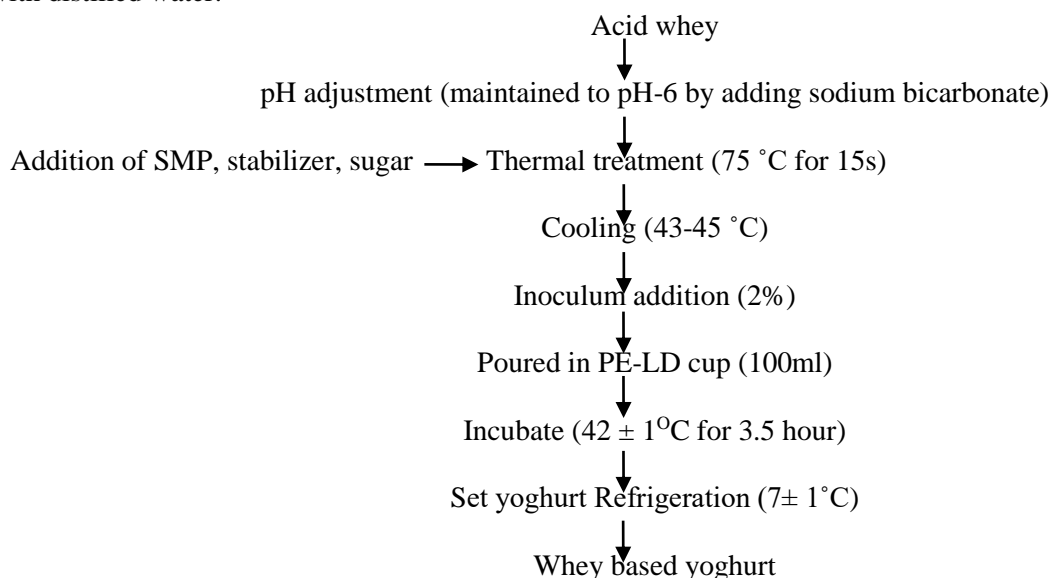 Acid whey
pH adjustment (maintained to pH-6 by adding sodium bicarbonate)
Addition of SMP, stabilizer, sugar Thermal treatment (75 ˚C for 15s)
Cooling (43-45 ˚C)
Inoculum addition (2%)
Poured in PE-LD cup (100ml)
Incubate (42 ± 1ᴼC for 3.5 hour)
Set yoghurt Refrigeration (7± 1˚C)
Whey based yoghurt